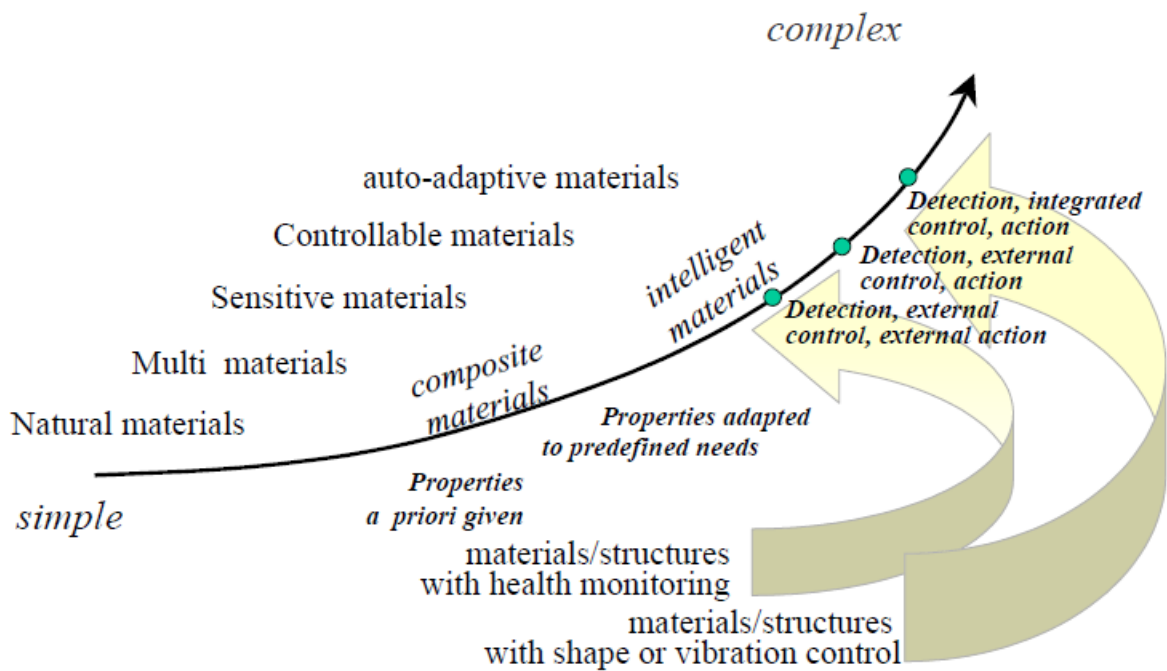 complex
auto-adaptive materials
Controllable materials
Sensitive materials
Multi materials
Natural materials
simple
composite
materials
intelligent
materials
Detection, integrated
control, action
Detection, external
control, action
Detection, external
control, external action
Properties adapted
to predefined needs
Properties
a priori given
materials/structures
with health monitoring
materials/structures
with shape or vibration control